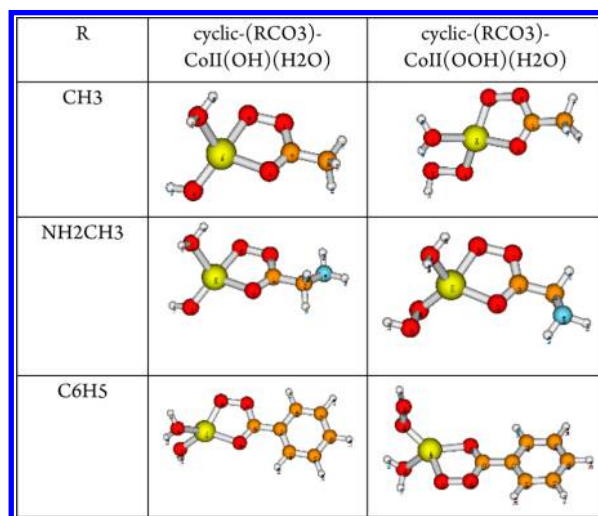 R
cyclic-(RCO3)-
CoII(OH)(H2O)
cyclic-(RCO3)-
CoII(OOH)(H2O)
CH3
NH2CH3
C6H5